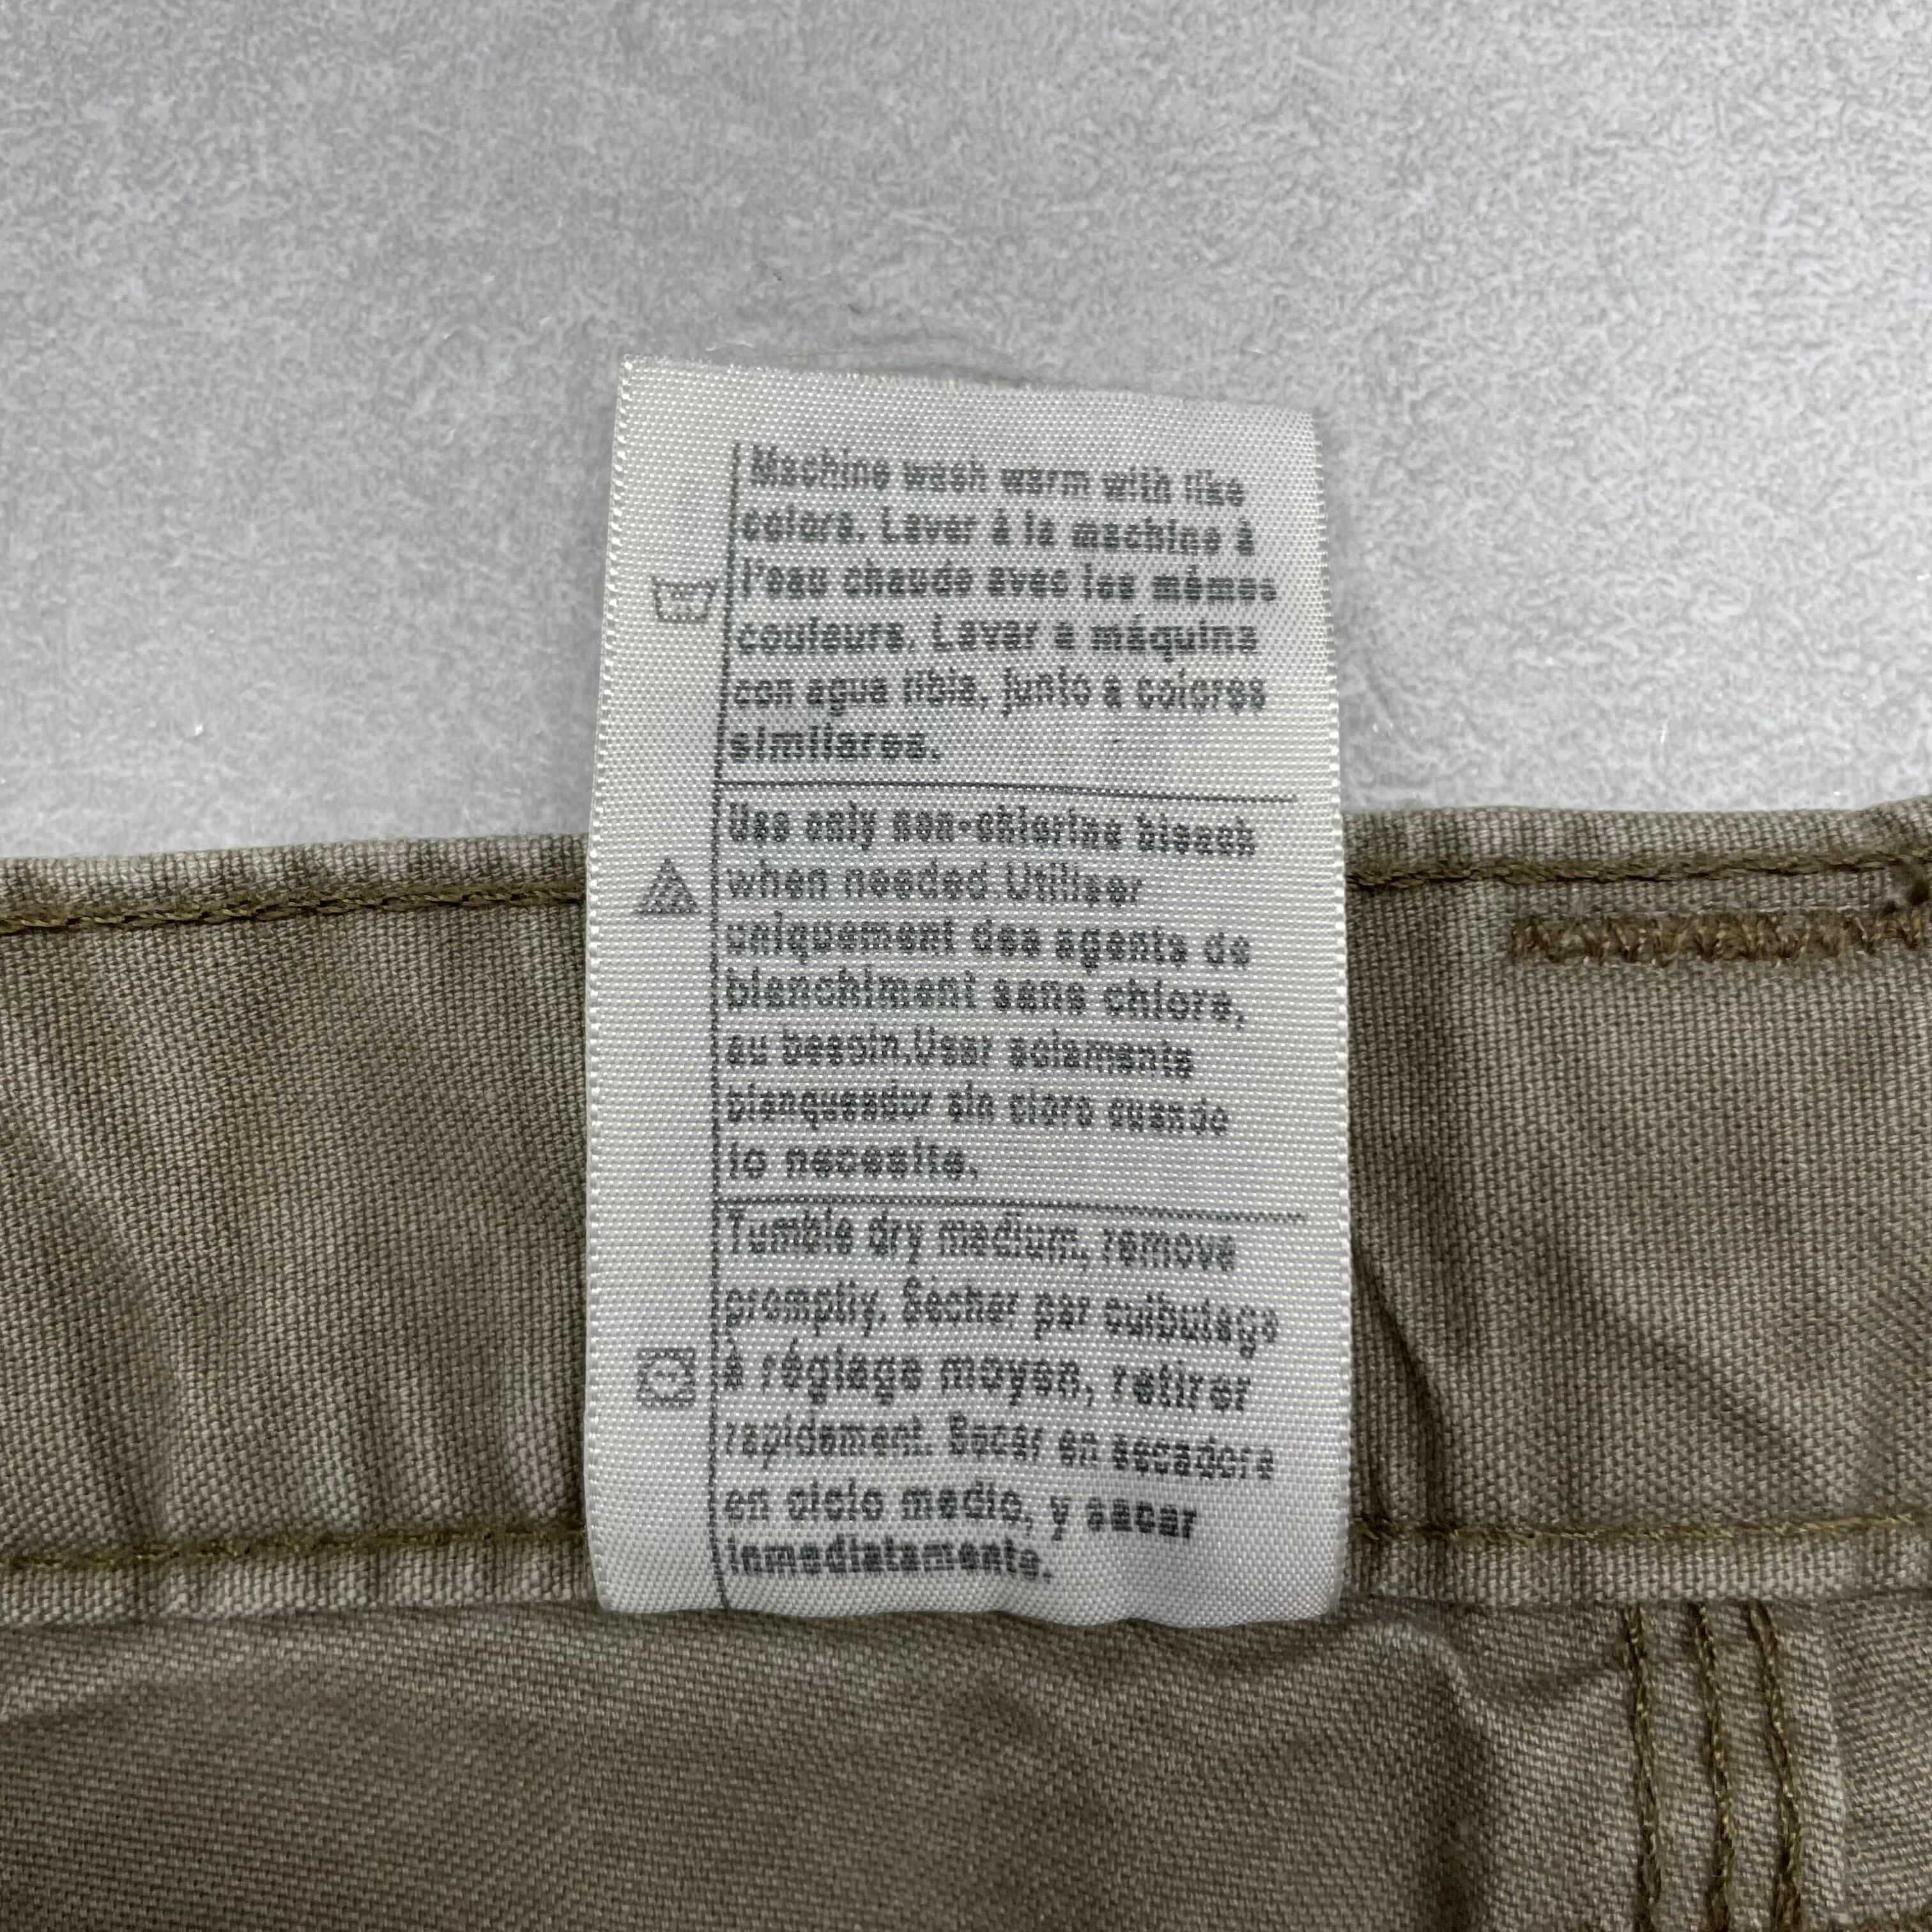 Machine wash warm with like
colors. Laver à la machine à
l'eau chaude avec les mêmes
couleurs. Lavar a máquina
con agua tibia, junto a colores
similares.
Use only non-chlorine bleach
when needed.Utiliser
uniquement des agents de
blanchiment sans chlore,
au besoin.Usar solamente
blanqueador sin cloro cuando
lo necesite.
Tumble dry medium, remove
promptly. Sécher par culbutage
à réglage moyen, retirer
rapidement. Secar en secadora
en ciclo medio, y sacar
inmediatamente.